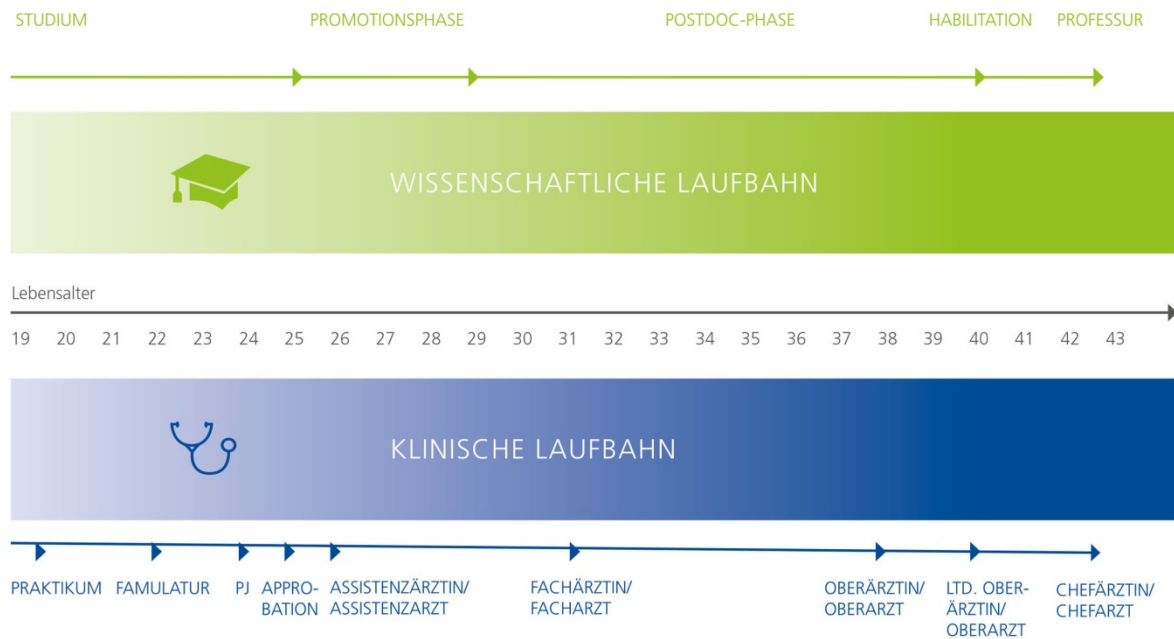 STUDIUM PROMOTIONSPHASE POSTDOC-PHASE HABILITATION PROFESSUR
WISSENSCHAFTLICHE LAUFBAHN
Lebensalter
19 20 21 22 23 24 25 26 27 28 29 30 31 32 33 34 35 36 37 38 39 40 41 42 43
KLINISCHE LAUFBAHN
PRAKTIKUM
FAMULATUR
PJ
APPRO-
BATION
ASSISTENZÄRZTIN/
ASSISTENZARZT
FACHÄRZTIN/
FACHARZT
OBERÄRZTIN/
OBERARZT
LTD. OBER-
ÄRZTIN/
OBERARZT
CHEFÄRZTIN/
CHEFARZT